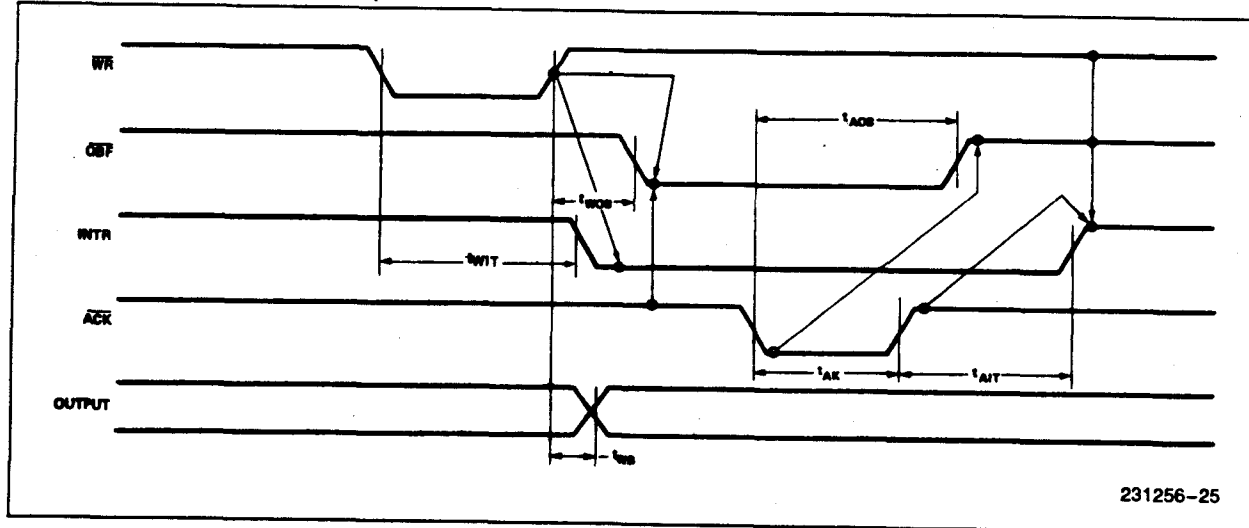 WR
OBF
INTR
ACK
OUTPUT
tWOB
tWIT
tAOB
tAK
tAIT
tWB
231256-25